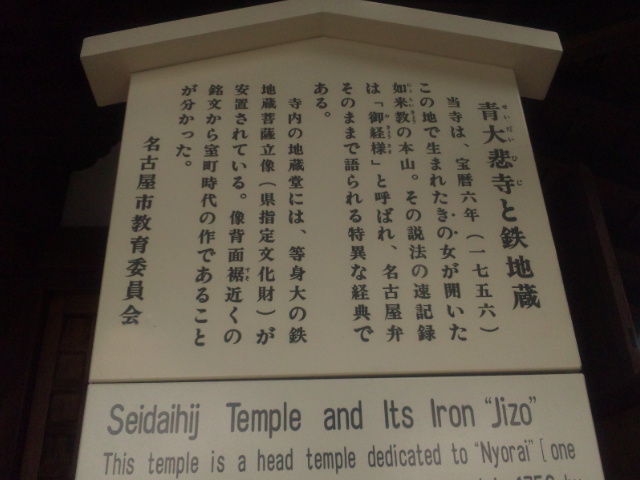 青大悲寺と鉄地蔵
せいだいひじ
当寺は、宝暦六年（一七五六）
この地で生まれたきの女が開いた
如来教の本山。その説法の速記録
は「御経様」と呼ばれ、名古屋弁
そのままで語られる特異な経典で
ある。
寺内の地蔵堂には、等身大の鉄
地蔵菩薩立像（県指定文化財）が
安置されている。像背面裾近くの
銘文から室町時代の作であること
が分かった。
名古屋市教育委員会
Seidaihij Temple and Its Iron "Jizo"
This temple is a head temple dedicated to "Nyorai" [one